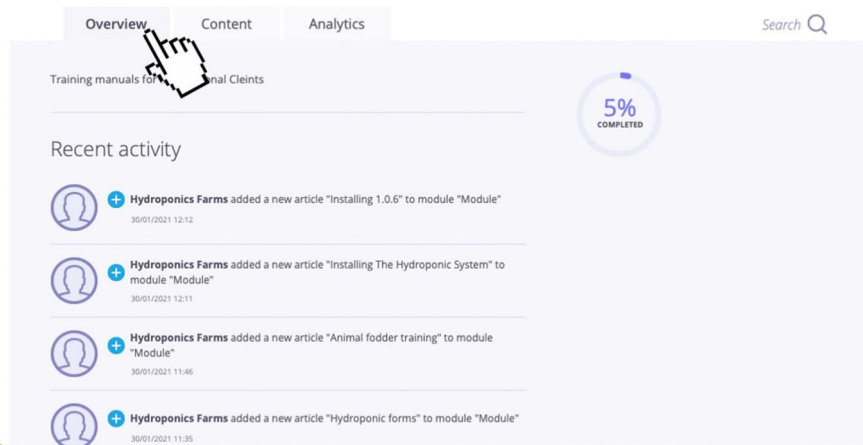 Overview Content Analytics Search
Training manuals for nal Cleints
5%
COMPLETED
Recent activity
Hydroponics Farms added a new article "Installing 1.0.6" to module "Module"
30/01/2021 12:12
Hydroponics Farms added a new article "Installing The Hydroponic System" to
module "Module"
30/01/2021 12:11
Hydroponics Farms added a new article "Animal fodder training" to module
"Module"
30/01/2021 11:46
Hydroponics Farms added a new article "Hydroponic forms" to module "Module"
30/01/2021 11:35